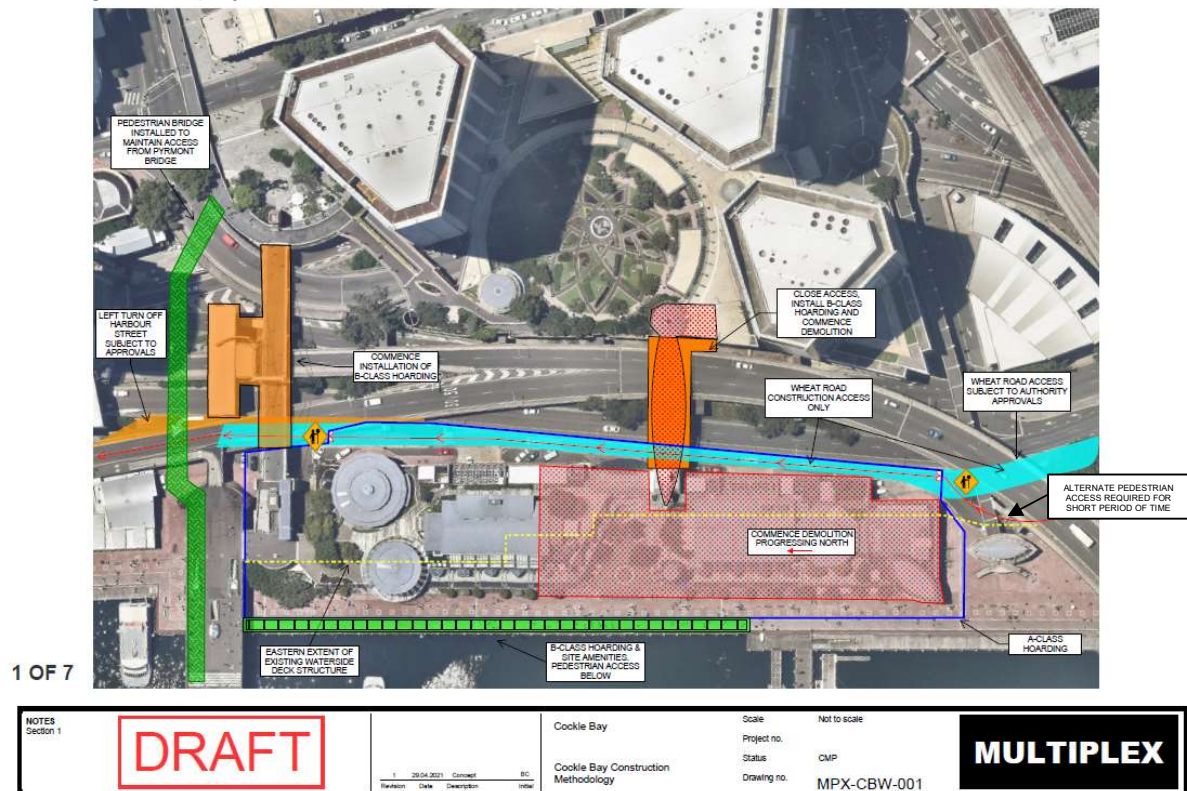 PEDESTRIAN BRIDGE
INSTALLED TO
MAINTAIN ACCESS
FROM PYRMONT
BRIDGE
CLOSE ACCESS,
INSTALL B-CLASS
HOARDING AND
COMMENCE
DEMOLITION
LEFT TURN OFF
HARBOUR
STREET
SUBJECT TO
APPROVALS
COMMENCE
INSTALLATION OF
B-CLASS HOARDING
WHEAT ROAD
CONSTRUCTION ACCESS
ONLY
WHEAT ROAD ACCESS
SUBJECT TO AUTHORITY
APPROVALS
ALTERNATE PEDESTRIAN
ACCESS REQUIRED FOR
SHORT PERIOD OF TIME
COMMENCE DEMOLITION
PROGRESSING NORTH
EASTERN EXTENT OF
EXISTING WATERSIDE
DECK STRUCTURE
B-CLASS HOARDING &
SITE AMENITIES.
PEDESTRIAN ACCESS
BELOW
A-CLASS
HOARDING
1 OF 7
NOTES
Section 1
DRAFT
1 29.04.2021 Concept BC
Revision Date Description Initial
Cockle Bay
Cockle Bay Construction
Methodology
Scale Not to scale
Project no.
Status CMP
Drawing no. MPX-CBW-001
MULTIPLEX